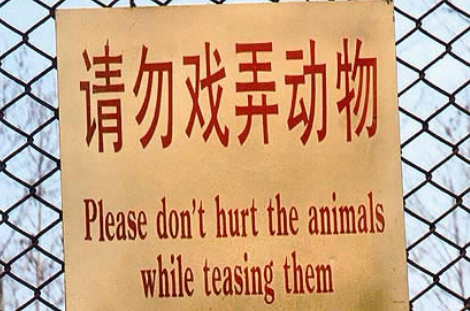 请勿戏弄动物
Please don't hurt the animals
while teasing them